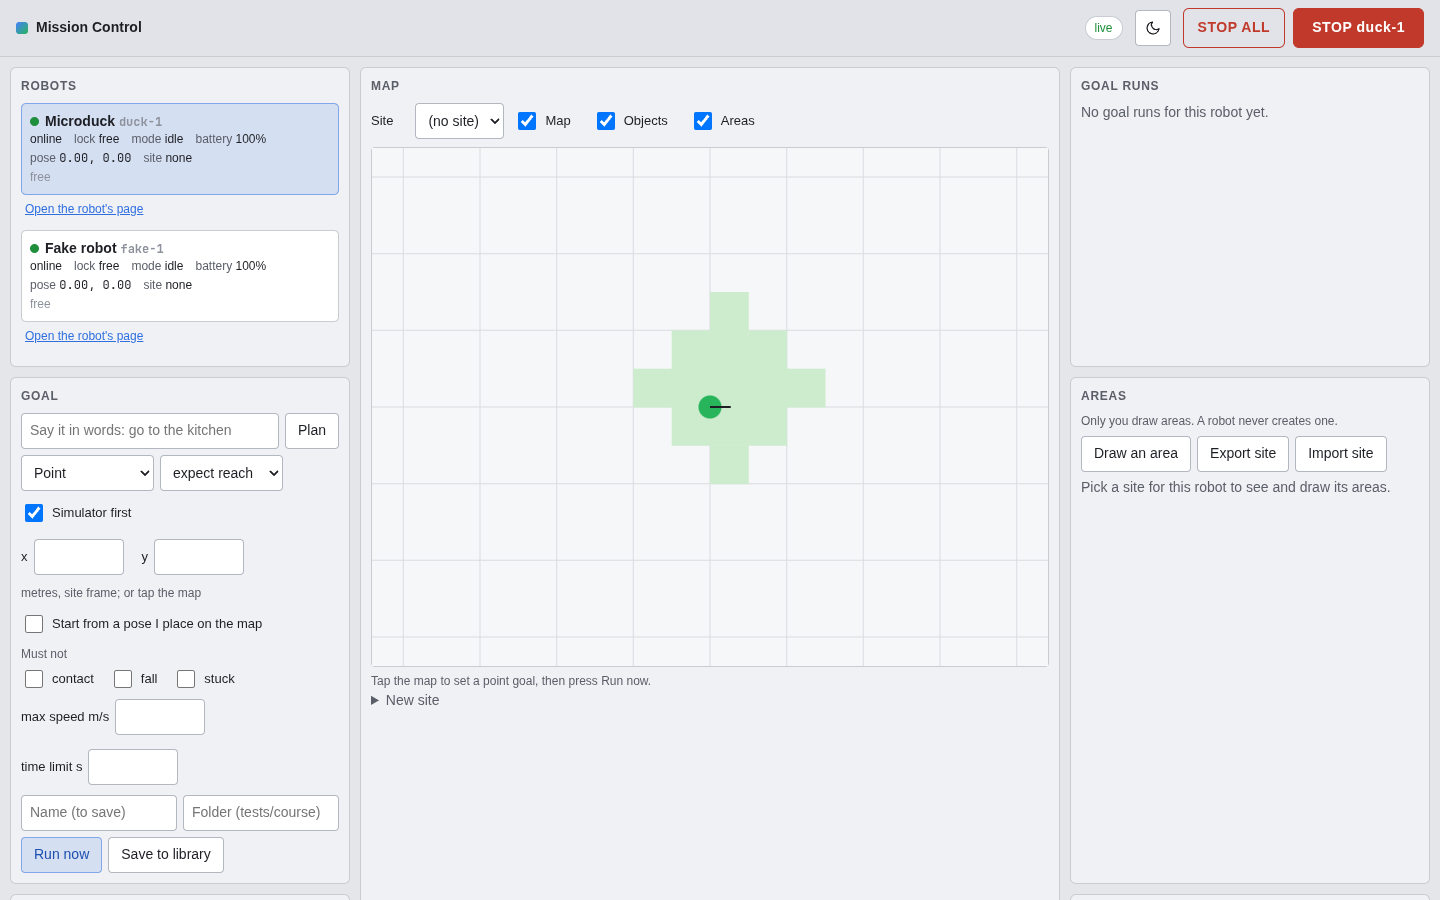 Mission Control
live
STOP ALL
STOP duck-1
ROBOTS
Microduck duck-1
online lock free mode idle battery 100%
pose 0.00, 0.00 site none
free
Open the robot's page
Fake robot fake-1
online lock free mode idle battery 100%
pose 0.00, 0.00 site none
free
Open the robot's page
GOAL
Say it in words: go to the kitchen
Plan
Point
expect reach
Simulator first
x
y
metres, site frame; or tap the map
Start from a pose I place on the map
Must not
contact fall stuck
max speed m/s
time limit s
Name (to save)
Folder (tests/course)
Run now
Save to library
MAP
Site (no site) Map Objects Areas
Tap the map to set a point goal, then press Run now.
New site
GOAL RUNS
No goal runs for this robot yet.
AREAS
Only you draw areas. A robot never creates one.
Draw an area
Export site
Import site
Pick a site for this robot to see and draw its areas.